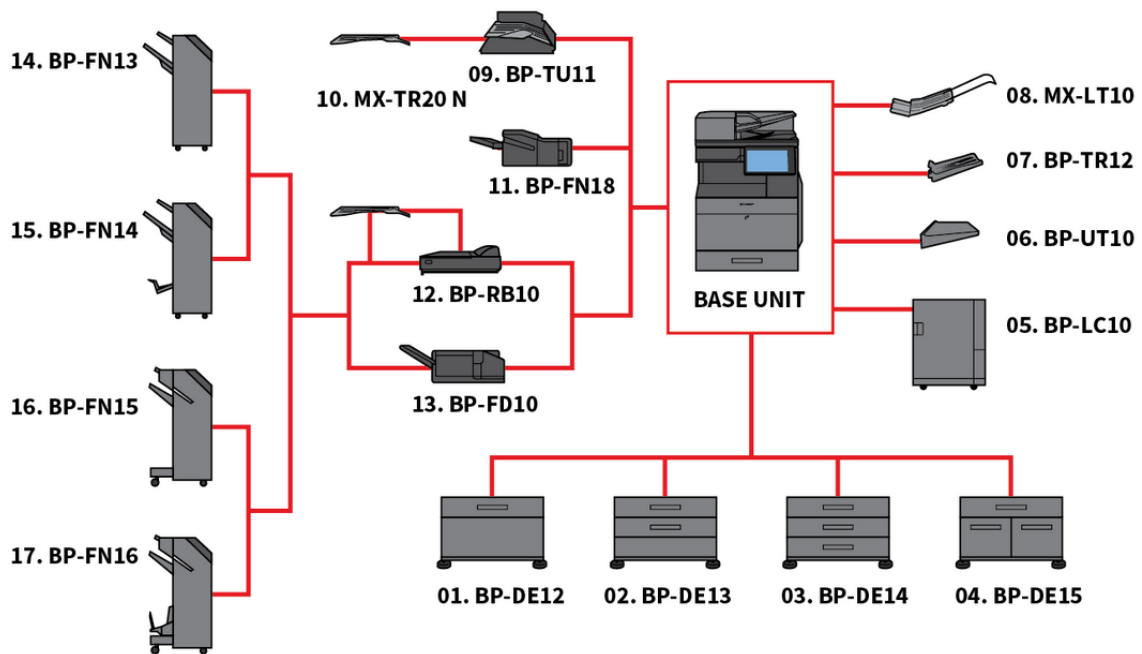 14. BP-FN13
09. BP-TU11
10. MX-TR20 N
08. MX-LT10
07. BP-TR12
11. BP-FN18
15. BP-FN14
06. BP-UT10
12. BP-RB10
BASE UNIT
05. BP-LC10
16. BP-FN15
13. BP-FD10
17. BP-FN16
01. BP-DE12
02. BP-DE13
03. BP-DE14
04. BP-DE15